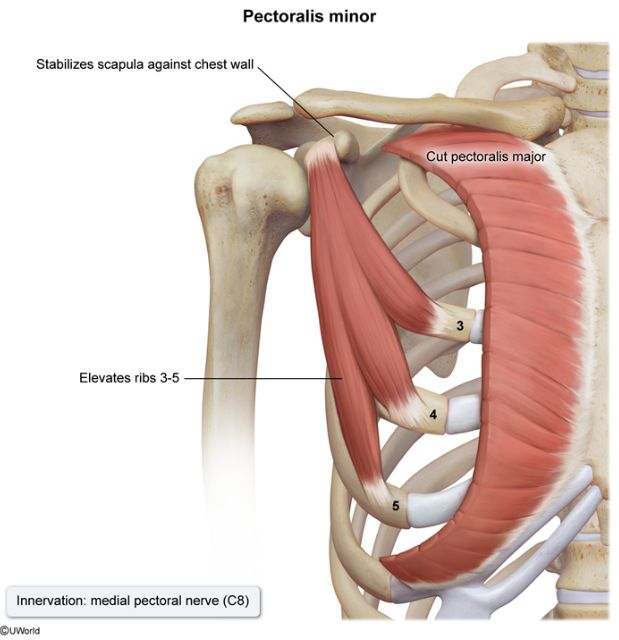 Pectoralis minor
Stabilizes scapula against chest wall
Cut pectoralis major
3
Elevates ribs 3-5
4
5
Innervation: medial pectoral nerve (C8)
©UWorld